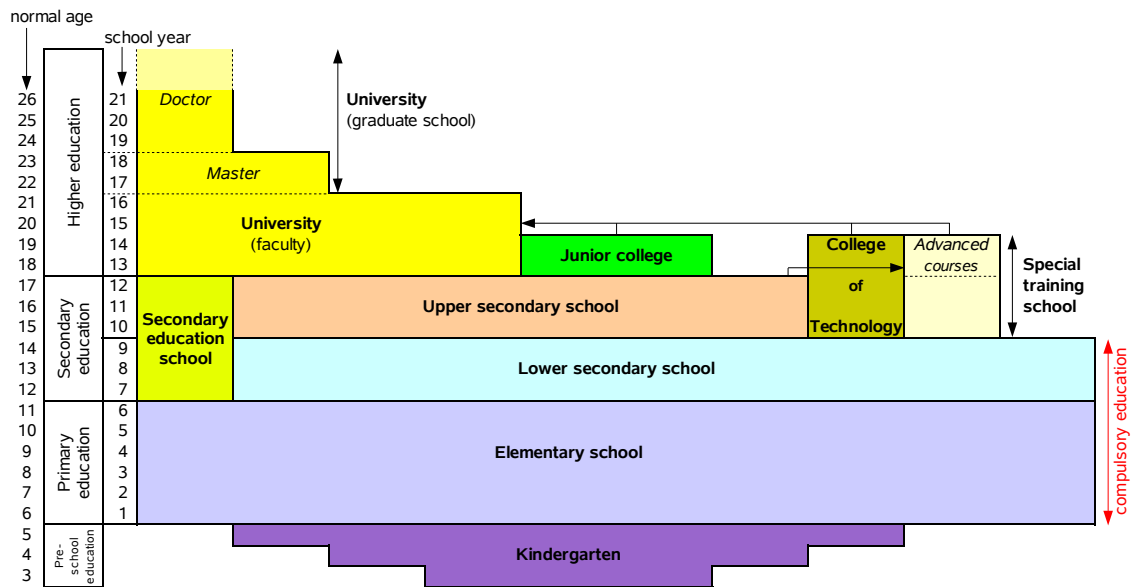 normal age
school year
26
25
24
23
22
21
20
19
18
17
16
15
14
13
12
11
10
9
8
7
6
5
4
3
Higher education
Secondary
education
Primary
education
Pre-
school
education
21
20
19
18
17
16
15
14
13
12
11
10
9
8
7
6
5
4
3
2
1
Doctor
Master
University
(graduate school)
University
(faculty)
Junior college
College
of
Technology
Advanced
courses
Special
training
school
Secondary
education
school
Upper secondary school
Lower secondary school
Elementary school
Kindergarten
compulsory education